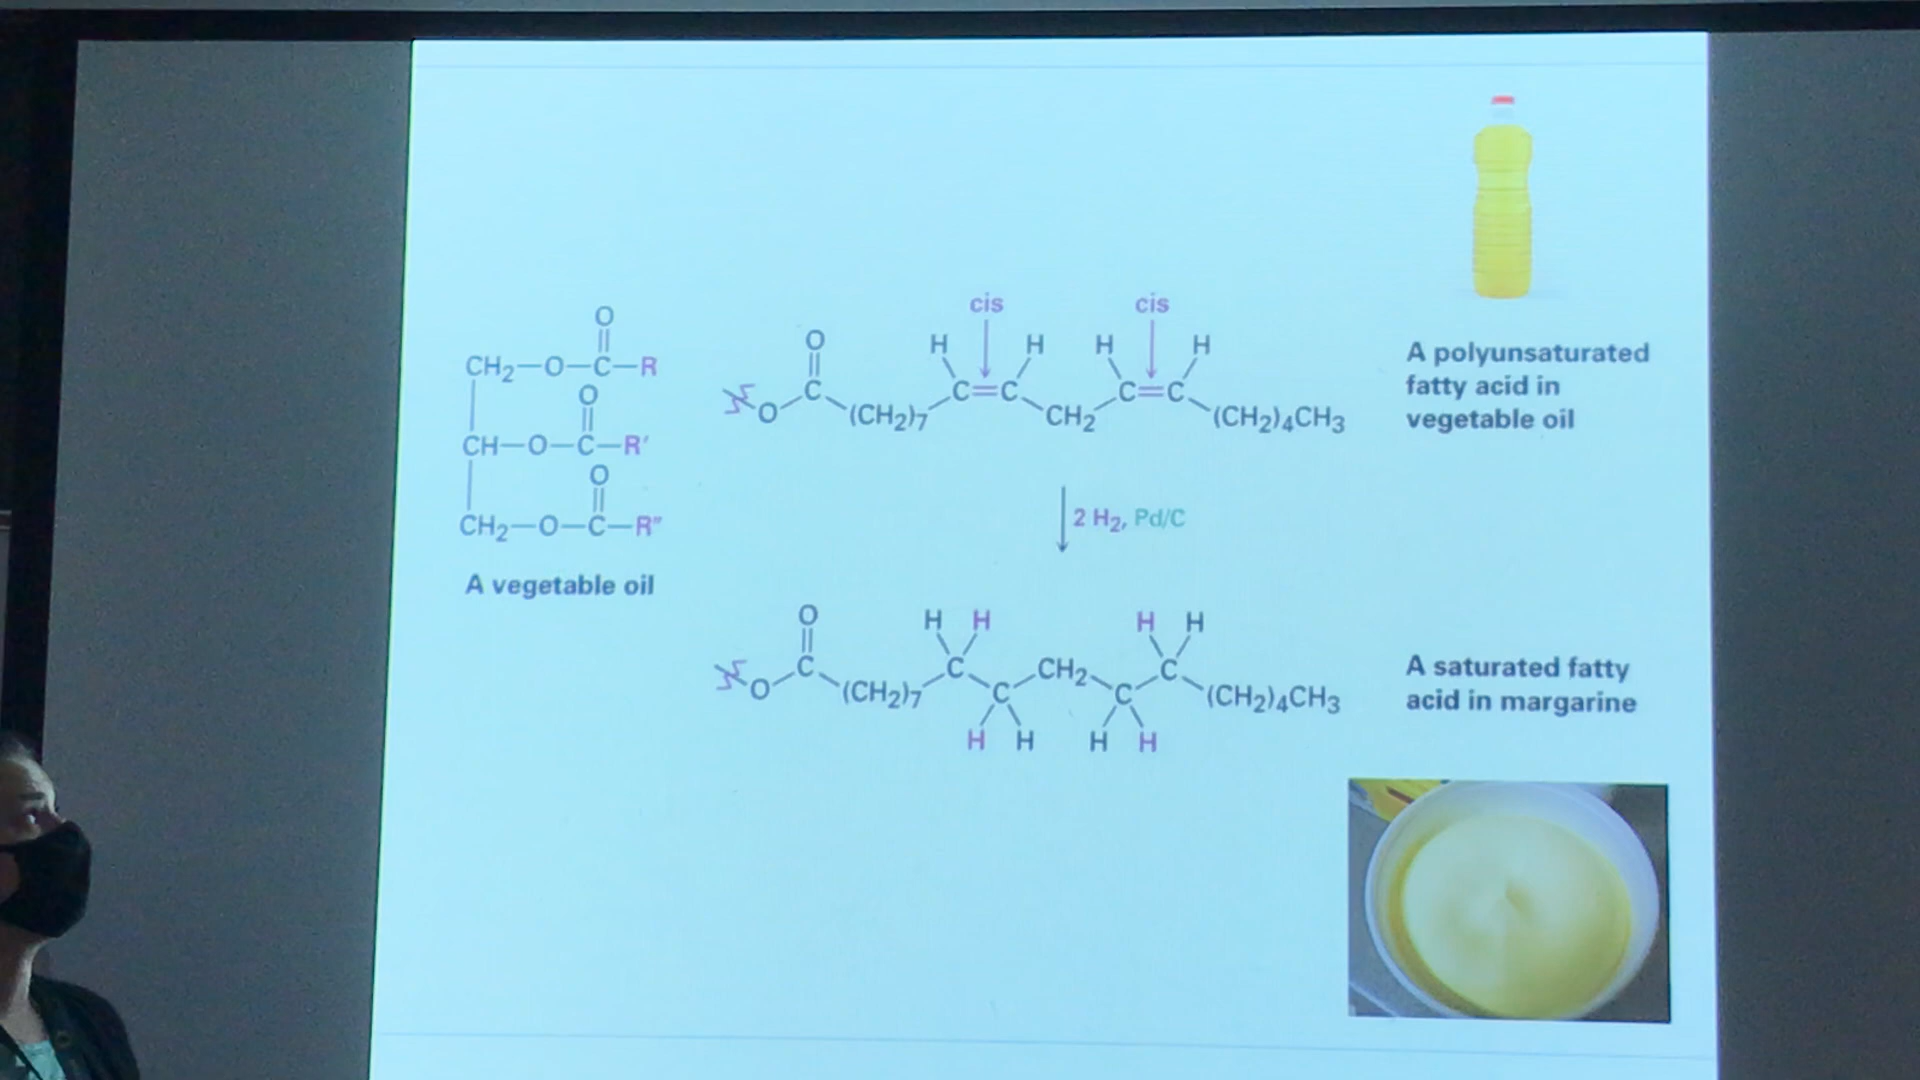 O
CH2—O—C—R
O
CH—O—C—R′
O
CH2—O—C—R″
A vegetable oil
cis cis
O H H H H
O C (CH2)7 C=C CH2 C=C (CH2)4CH3
A polyunsaturated
fatty acid in
vegetable oil
2 H2, Pd/C
O H H H H
O C (CH2)7 C C CH2 C C (CH2)4CH3
H H H H
A saturated fatty
acid in margarine